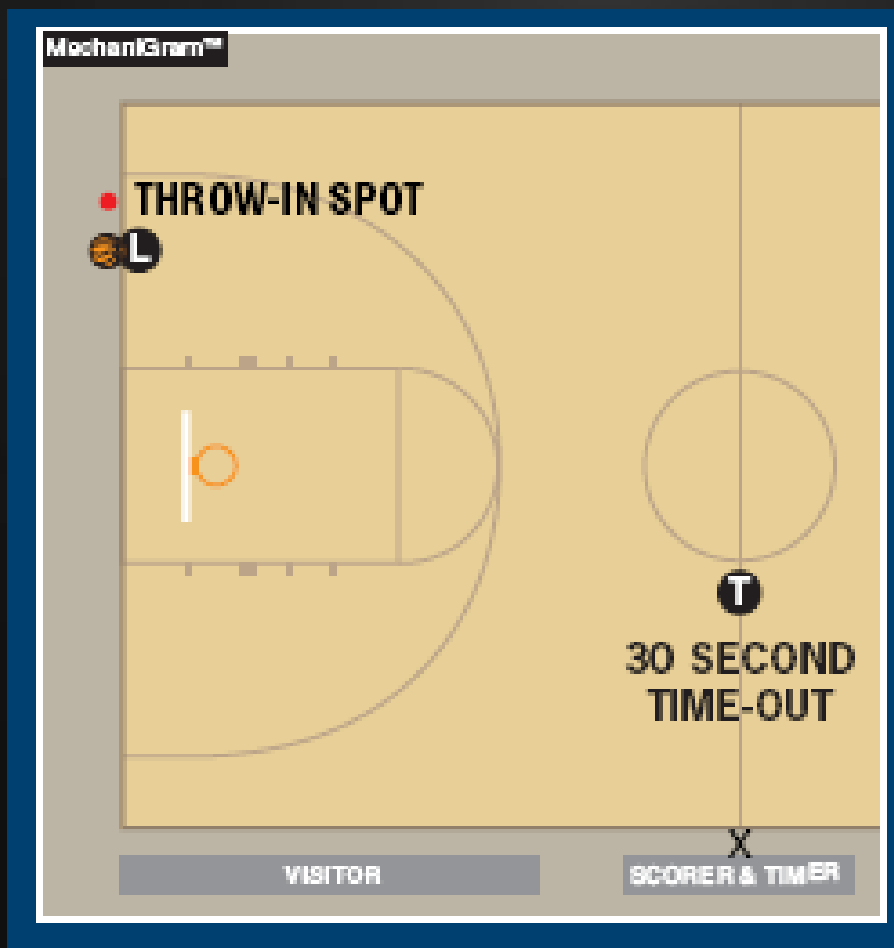 MechaniGram™
THROW-IN SPOT
L
T
30 SECOND
TIME-OUT
X
VISITOR
SCORER & TIMER